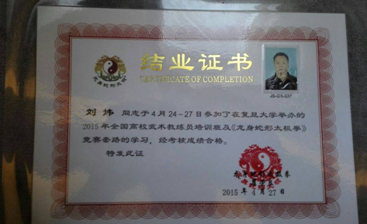 结业证书
CERTIFICATE OF COMPLETION
刘炜 同志于4月24-27日参加了在复旦大学举办的
2015年全国高校武术教练员培训班及《龙身蛇形太极拳》
竞赛套路的学习,经考核成绩合格。
特发此证
2015年4月27日